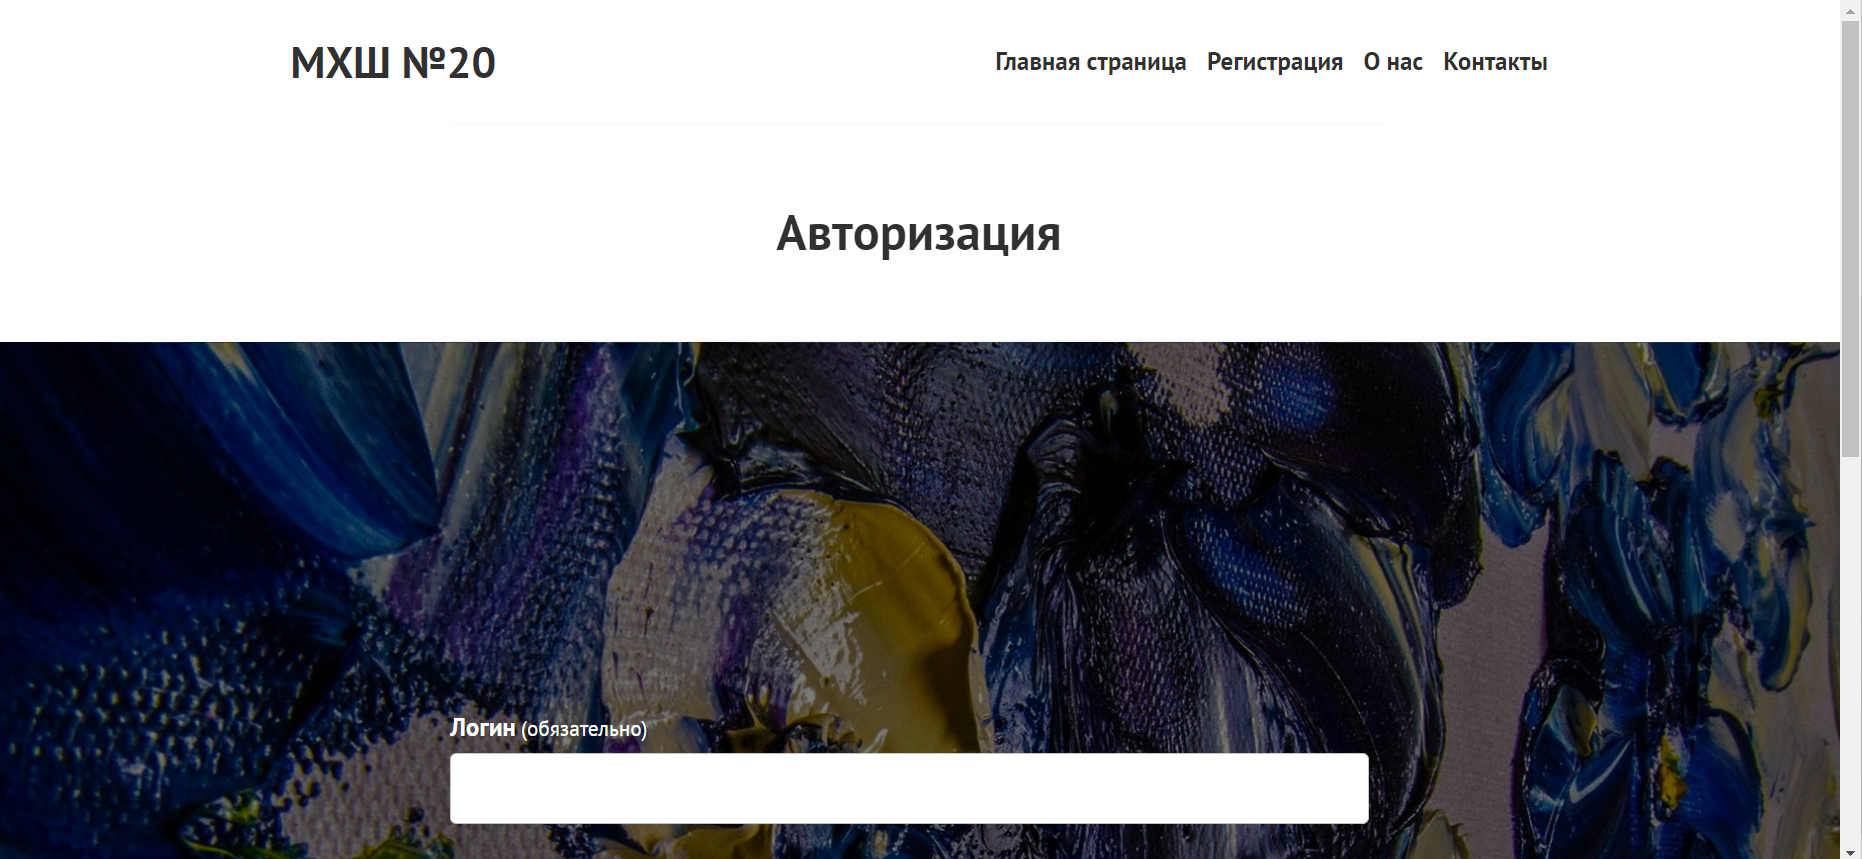 МХШ №20
Главная страница Регистрация О нас Контакты
Авторизация
Логин (обязательно)